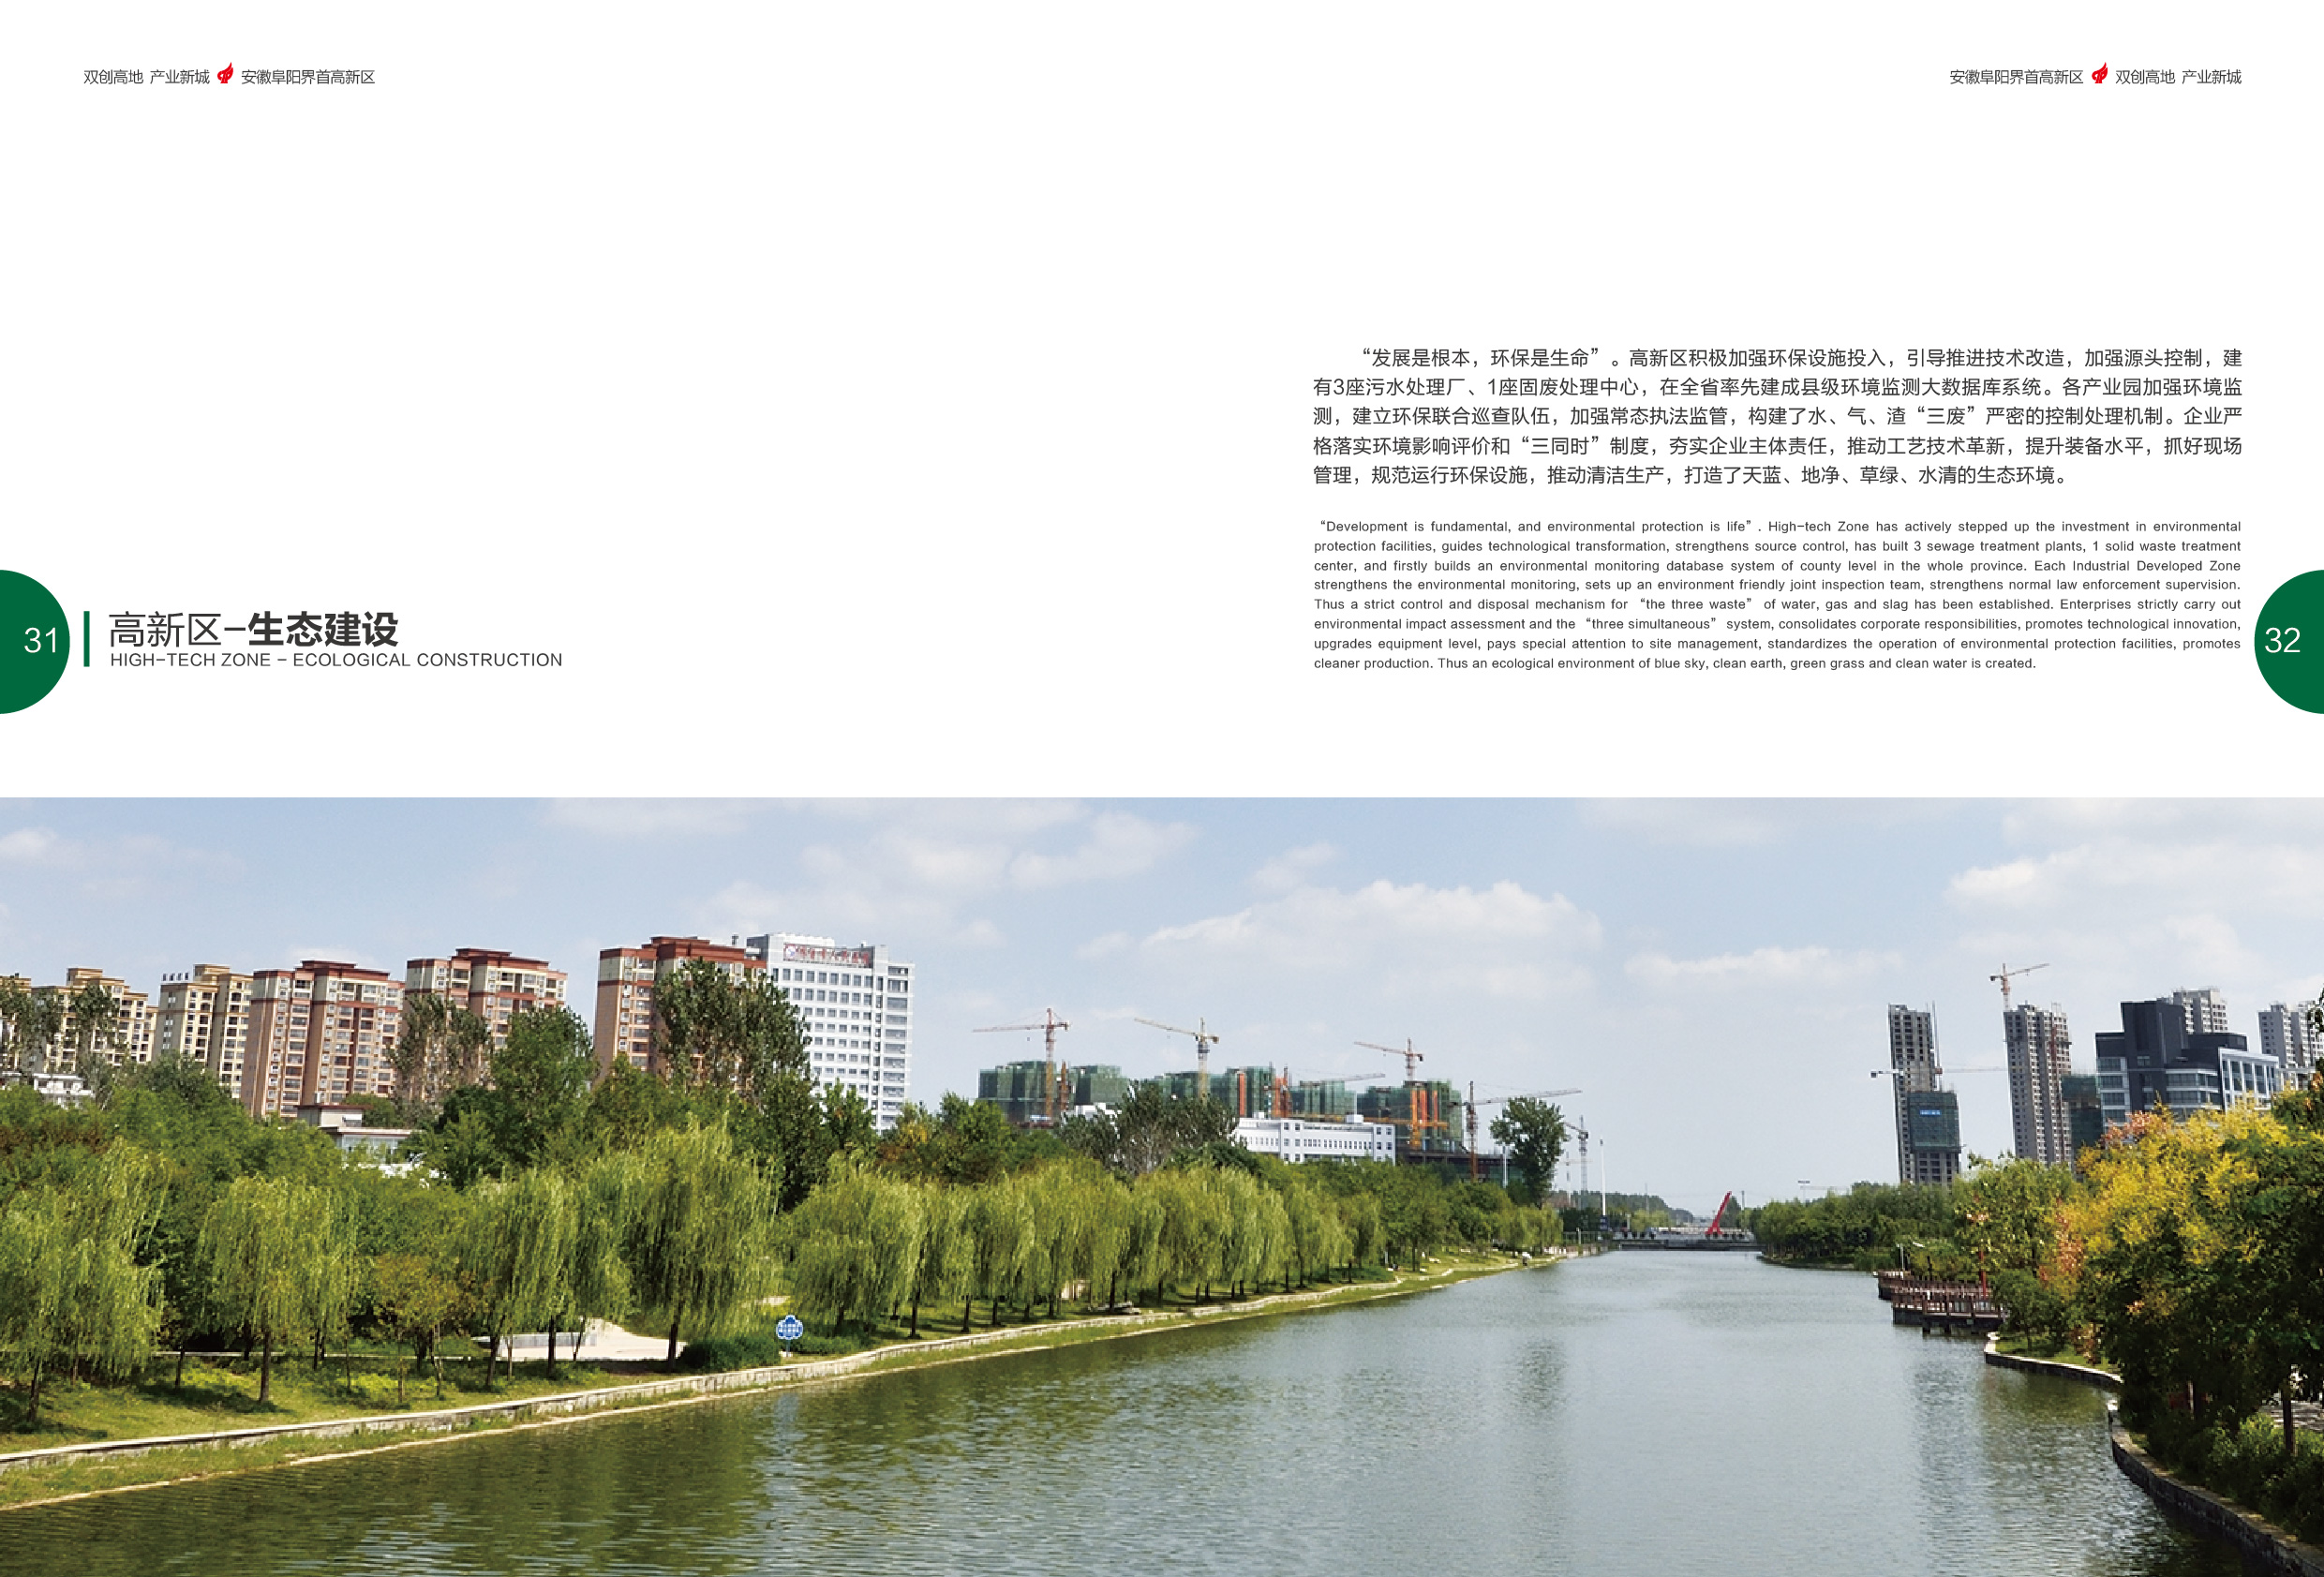 双创高地 产业新城 安徽阜阳界首高新区
安徽阜阳界首高新区 双创高地 产业新城
31
高新区-生态建设
HIGH-TECH ZONE - ECOLOGICAL CONSTRUCTION
“发展是根本，环保是生命”。高新区积极加强环保设施投入，引导推进技术改造，加强源头控制，建
有3座污水处理厂、1座固废处理中心，在全省率先建成县级环境监测大数据库系统。各产业园加强环境监
测，建立环保联合巡查队伍，加强常态执法监管，构建了水、气、渣“三废”严密的控制处理机制。企业严
格落实环境影响评价和“三同时”制度，夯实企业主体责任，推动工艺技术革新，提升装备水平，抓好现场
管理，规范运行环保设施，推动清洁生产，打造了天蓝、地净、草绿、水清的生态环境。
“Development is fundamental, and environmental protection is life”. High-tech Zone has actively stepped up the investment in environmental
protection facilities, guides technological transformation, strengthens source control, has built 3 sewage treatment plants, 1 solid waste treatment
center, and firstly builds an environmental monitoring database system of county level in the whole province. Each Industrial Developed Zone
strengthens the environmental monitoring, sets up an environment friendly joint inspection team, strengthens normal law enforcement supervision.
Thus a strict control and disposal mechanism for “the three waste” of water, gas and slag has been established. Enterprises strictly carry out
environmental impact assessment and the “three simultaneous” system, consolidates corporate responsibilities, promotes technological innovation,
upgrades equipment level, pays special attention to site management, standardizes the operation of environmental protection facilities, promotes
cleaner production. Thus an ecological environment of blue sky, clean earth, green grass and clean water is created.
32